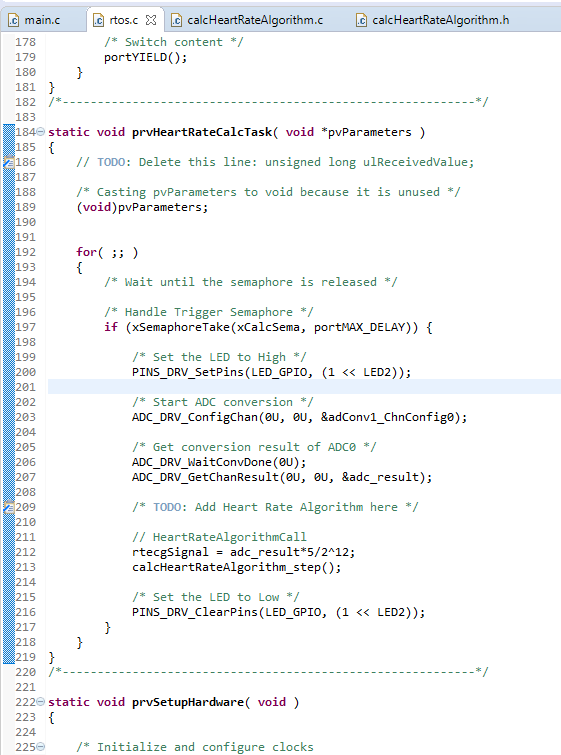 main.c rtos.c calcHeartRateAlgorithm.c calcHeartRateAlgorithm.h
178 /* Switch content */
179 portYIELD();
180 }
181 }
182 /*-----------------------------------------------------------*/
183
184 static void prvHeartRateCalcTask( void *pvParameters )
185 {
186 // TODO: Delete this line: unsigned long ulReceivedValue;
187
188 /* Casting pvParameters to void because it is unused */
189 (void)pvParameters;
190
191
192 for( ;; )
193 {
194 /* Wait until the semaphore is released */
195
196 /* Handle Trigger Semaphore */
197 if (xSemaphoreTake(xCalcSema, portMAX_DELAY)) {
198
199 /* Set the LED to High */
200 PINS_DRV_SetPins(LED_GPIO, (1 << LED2));
201
202 /* Start ADC conversion */
203 ADC_DRV_ConfigChan(0U, 0U, &adConv1_ChnConfig0);
204
205 /* Get conversion result of ADC0 */
206 ADC_DRV_WaitConvDone(0U);
207 ADC_DRV_GetChanResult(0U, 0U, &adc_result);
208
209 /* TODO: Add Heart Rate Algorithm here */
210
211 // HeartRateAlgorithmCall
212 rtecgSignal = adc_result*5/2^12;
213 calcHeartRateAlgorithm_step();
214
215 /* Set the LED to Low */
216 PINS_DRV_ClearPins(LED_GPIO, (1 << LED2));
217 }
218 }
219 }
220 /*-----------------------------------------------------------*/
221
222 static void prvSetupHardware( void )
223 {
224
225 /* Initialize and configure clocks